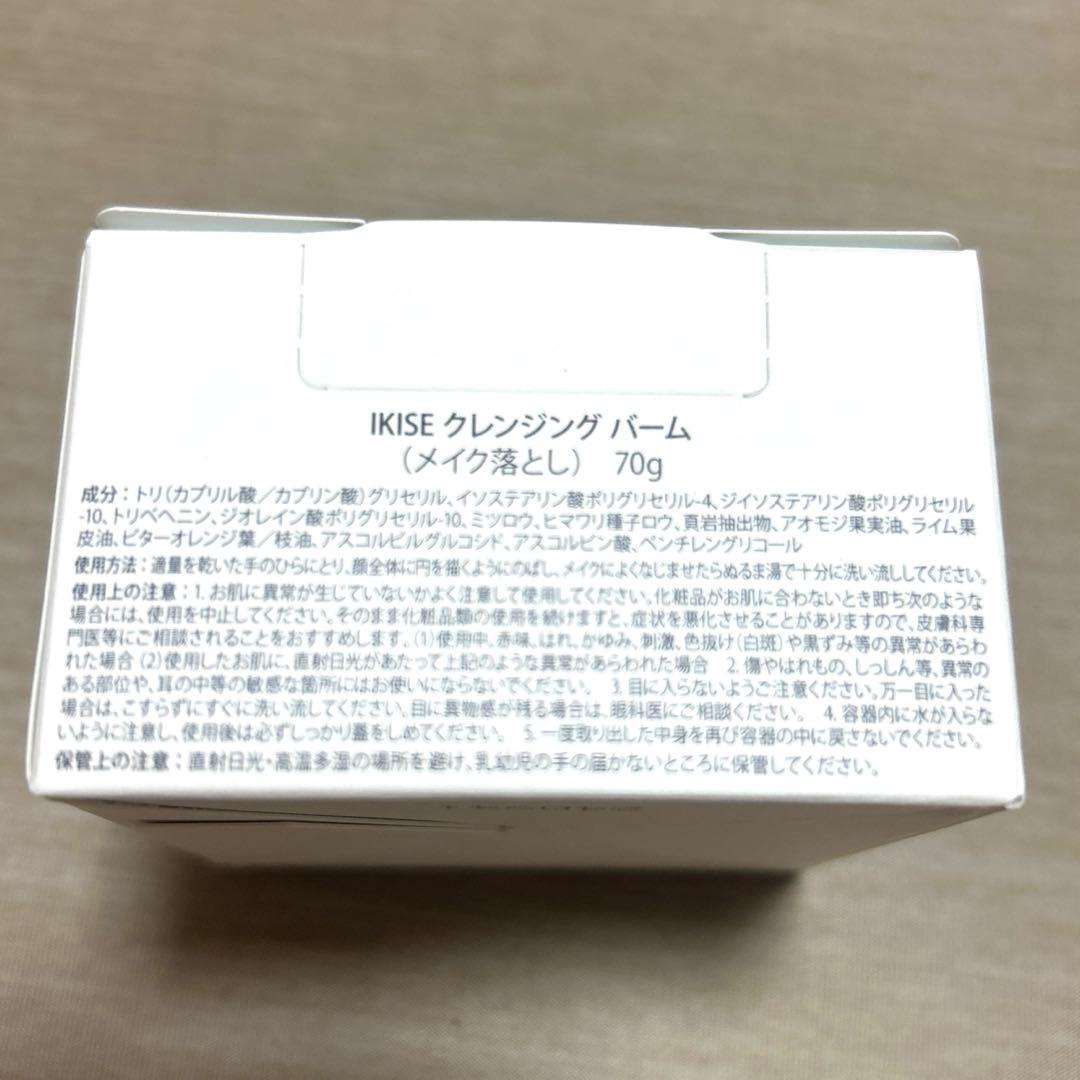 IKISE クレンジング バーム
（メイク落とし） 70g
成分：トリ（カプリル酸／カプリン酸）グリセリル、イソステアリン酸ポリグリセリル-4、ジイソステアリン酸ポリグリセリル
-10、トリベヘニン、ジオレイン酸ポリグリセリル-10、ミツロウ、ヒマワリ種子ロウ、頁岩抽出物、アオモジ果実油、ライム果
皮油、ビターオレンジ葉／枝油、アスコルビルグルコシド、アスコルビン酸、ペンチレングリコール
使用方法：適量を乾いた手のひらにとり、顔全体に円を描くようにのばし、メイクによくなじませたらぬるま湯で十分に洗い流してください。
使用上の注意：1. お肌に異常が生じていないかよく注意して使用してください。化粧品がお肌に合わないとき即ち次のような
場合には、使用を中止してください。そのまま化粧品類の使用を続けますと、症状を悪化させることがありますので、皮膚科専
門医等にご相談されることをおすすめします。(1)使用中、赤味、はれ、かゆみ、刺激、色抜け（白斑）や黒ずみ等の異常があらわ
れた場合 (2)使用したお肌に、直射日光があたって上記のような異常があらわれた場合 2. 傷やはれもの、しっしん等、異常の
ある部位や、耳の中等の敏感な箇所にはお使いにならないでください。 3. 目に入らないようご注意ください。万一目に入った
場合は、こすらずにすぐに洗い流してください。目に異物感が残る場合は、眼科医にご相談ください。 4. 容器内に水が入らな
いように注意し、使用後は必ずしっかり蓋をしめてください。 5. 一度取り出した中身を再び容器の中に戻さないでください。
保管上の注意：直射日光・高温多湿の場所を避け、乳幼児の手の届かないところに保管してください。